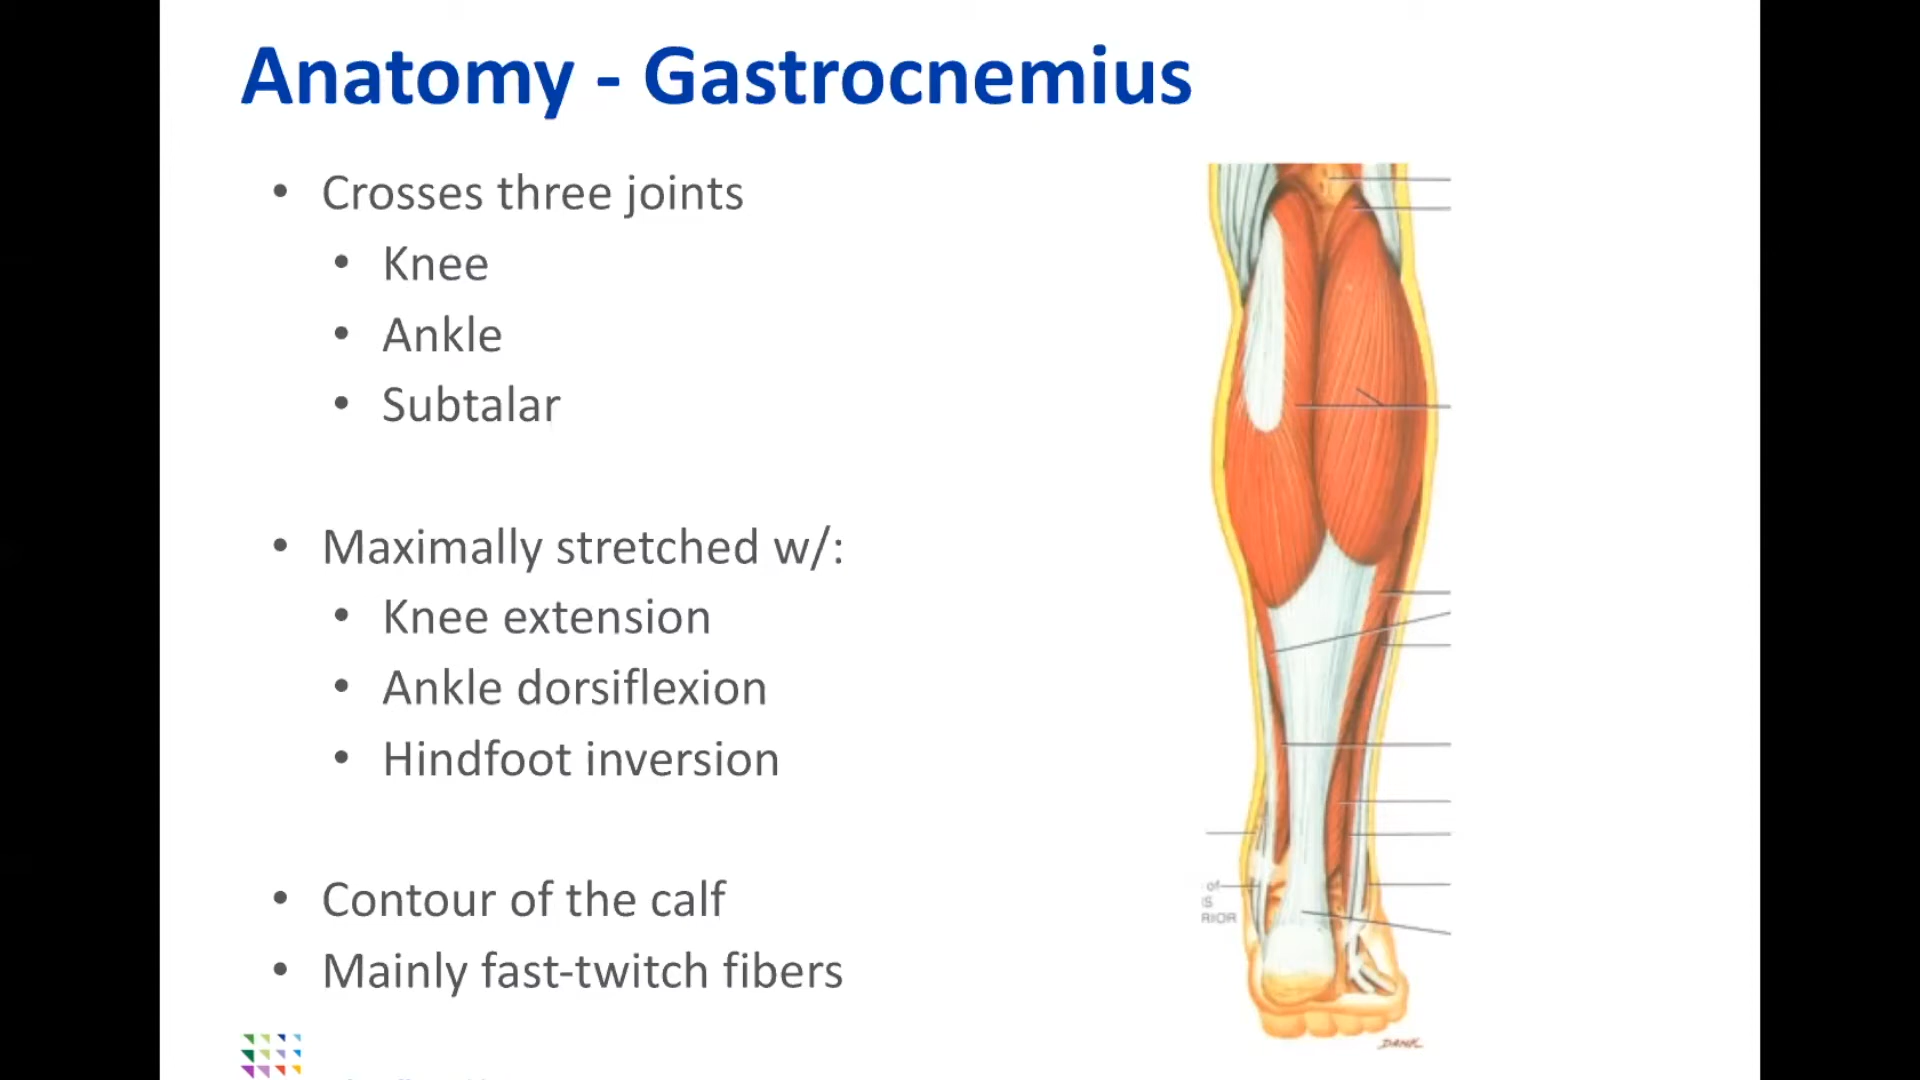 Anatomy - Gastrocnemius
• Crosses three joints
• Knee
• Ankle
• Subtalar
• Maximally stretched w/:
• Knee extension
• Ankle dorsiflexion
• Hindfoot inversion
• Contour of the calf
• Mainly fast-twitch fibers
of